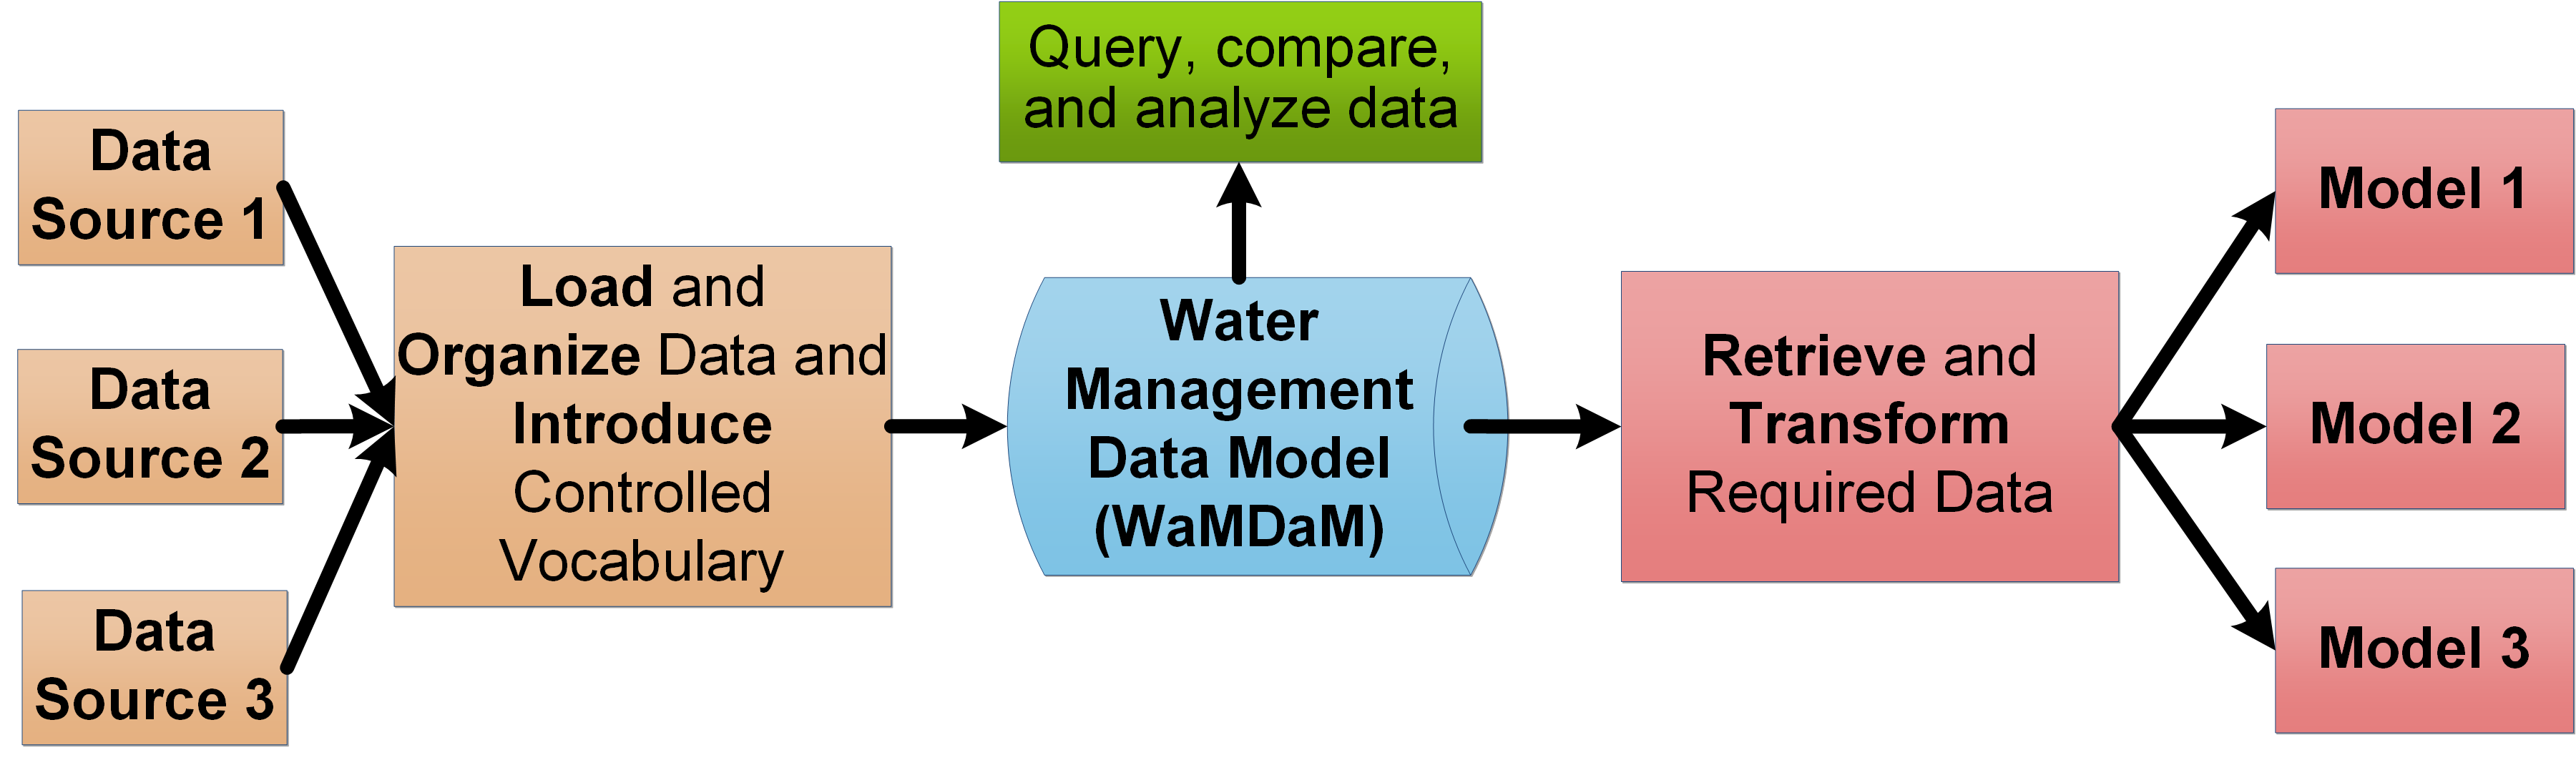 Data
Source 1
Data
Source 2
Data
Source 3
Load and
Organize Data and
Introduce
Controlled
Vocabulary
Query, compare,
and analyze data
Water
Management
Data Model
(WaMDaM)
Retrieve and
Transform
Required Data
Model 1
Model 2
Model 3